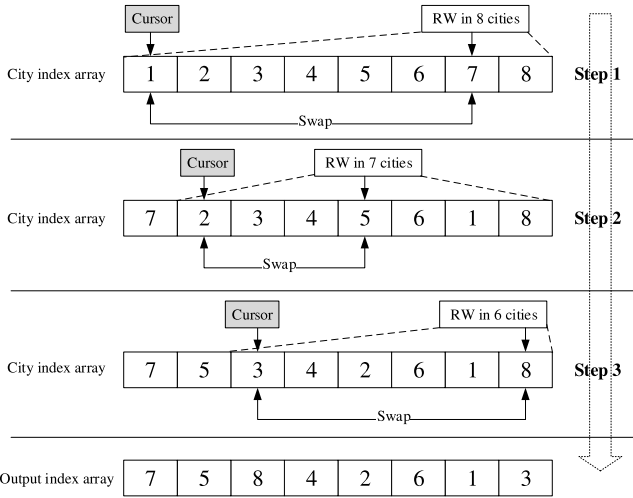 Cursor RW in 8 cities
City index array 1 2 3 4 5 6 7 8 Step 1
Swap
Cursor RW in 7 cities
City index array 7 2 3 4 5 6 1 8 Step 2
Swap
Cursor RW in 6 cities
City index array 7 5 3 4 2 6 1 8 Step 3
Swap
Output index array 7 5 8 4 2 6 1 3